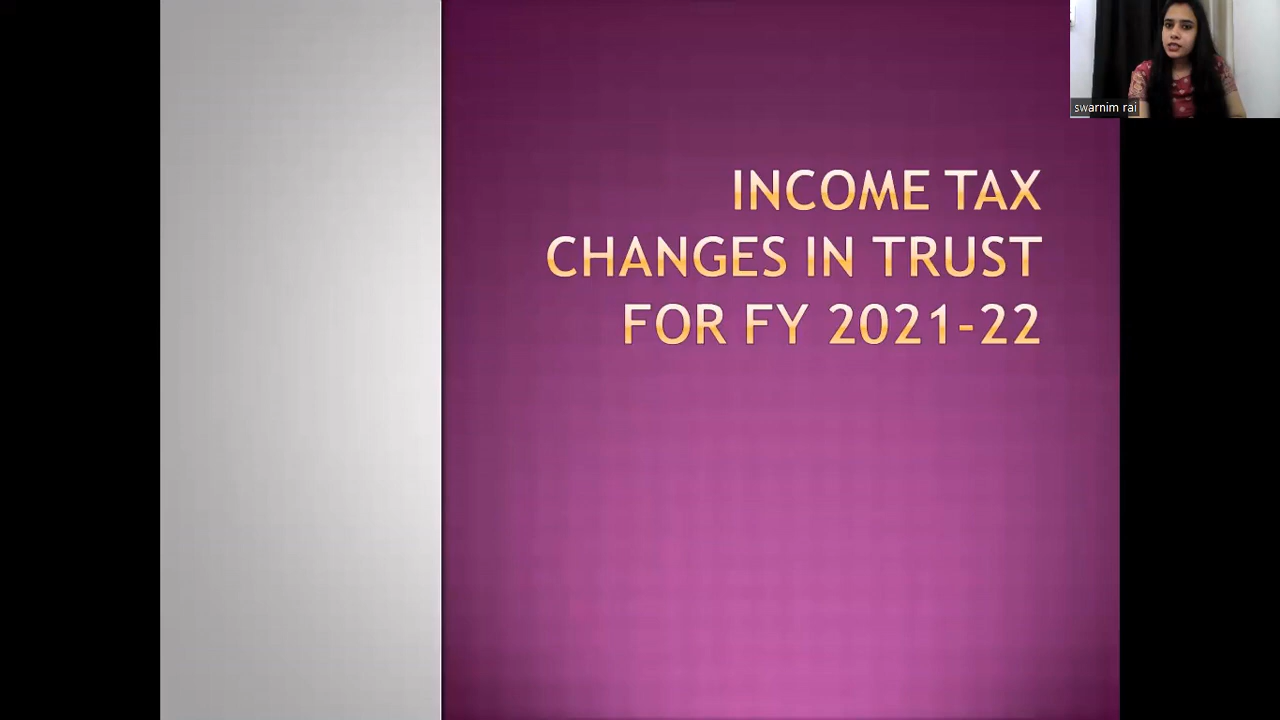 INCOME TAX
CHANGES IN TRUST
FOR FY 2021-22
swarnim rai